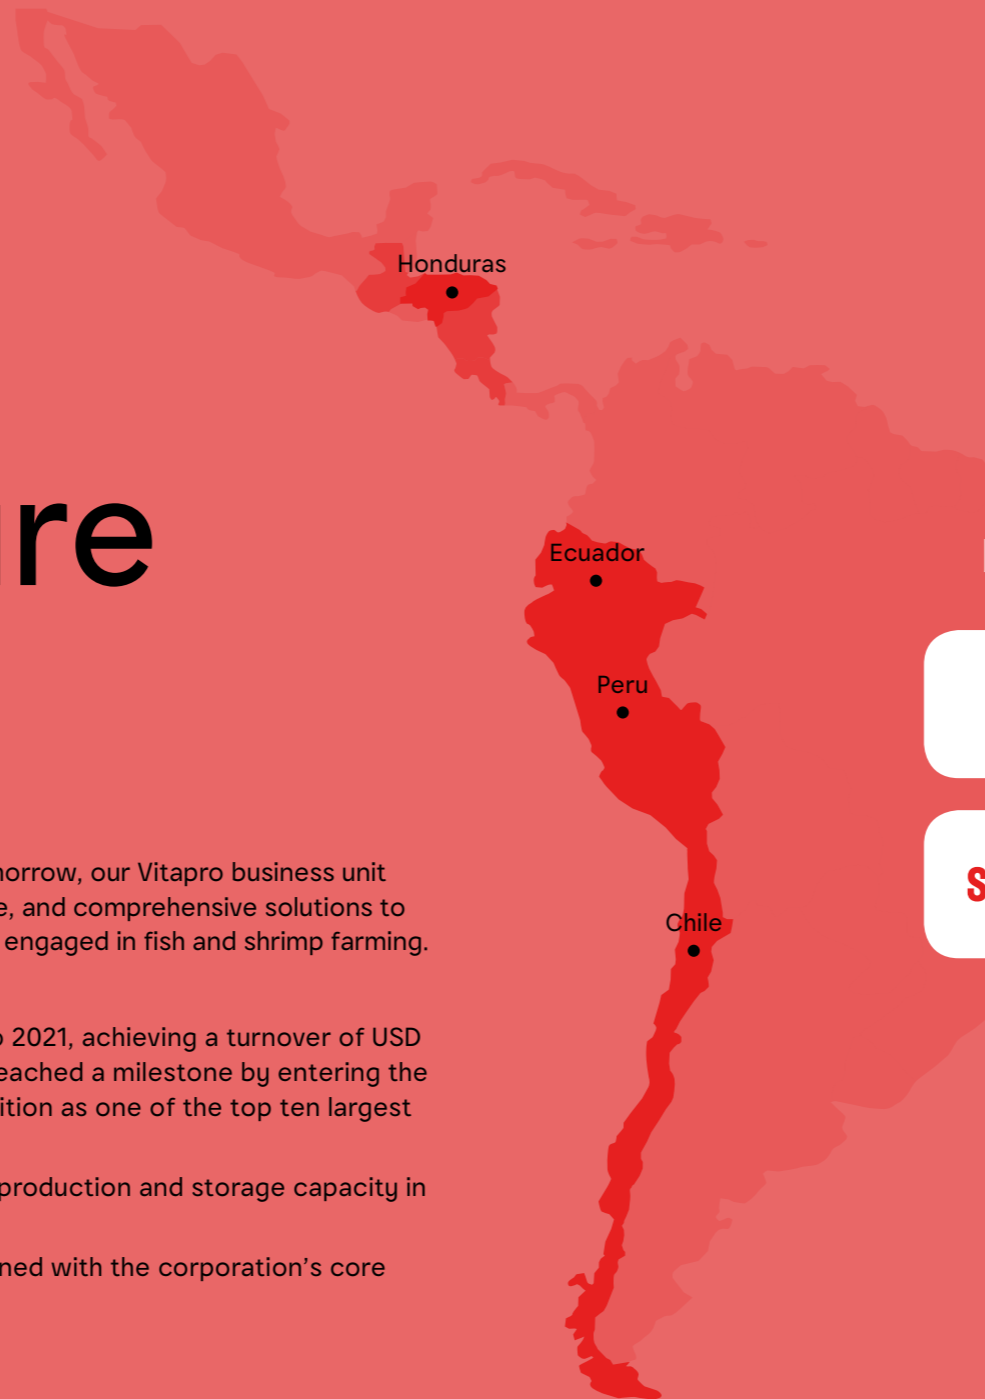 Honduras
Ecuador
Peru
Chile
our Vitapro business unit
and comprehensive solutions to
engaged in fish and shrimp farming.
2021, achieving a turnover of USD
eached a milestone by entering the
ition as one of the top ten largest
production and storage capacity in
ned with the corporation’s core